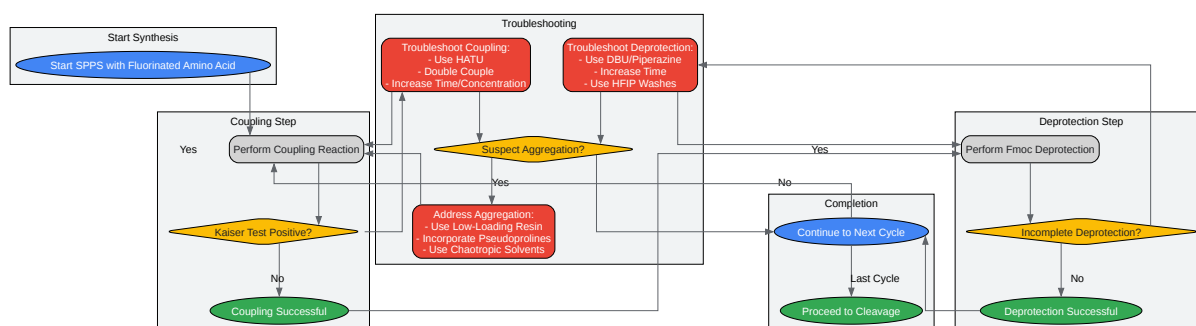 Start Synthesis
Start SPPS with Fluorinated Amino Acid
Troubleshooting
Troubleshoot Coupling:
- Use HATU
- Double Couple
- Increase Time/Concentration
Troubleshoot Deprotection:
- Use DBU/Piperazine
- Increase Time
- Use HFIP Washes
Suspect Aggregation?
Yes
No
Address Aggregation:
- Use Low-Loading Resin
- Incorporate Pseudoprolines
- Use Chaotropic Solvents
Coupling Step
Yes
Perform Coupling Reaction
Kaiser Test Positive?
No
Coupling Successful
Completion
Continue to Next Cycle
Last Cycle
Proceed to Cleavage
Deprotection Step
Yes
Perform Fmoc Deprotection
Incomplete Deprotection?
No
Deprotection Successful